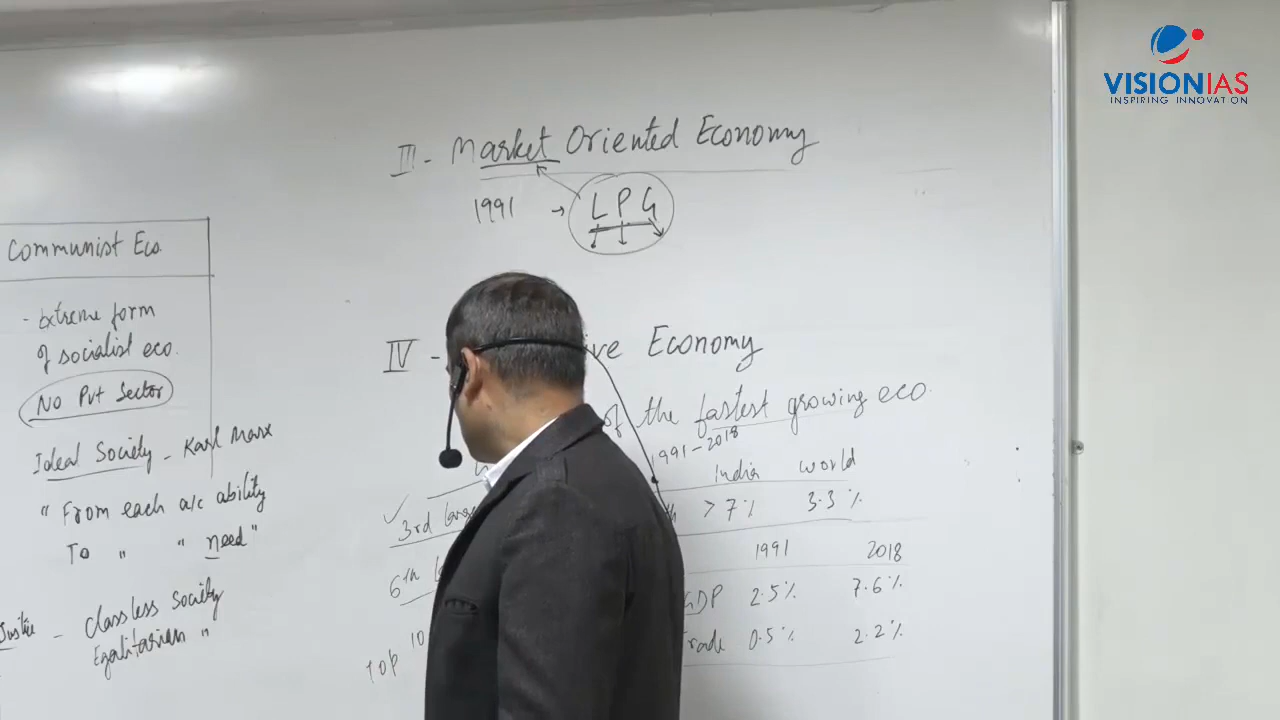 VISIONIAS
INSPIRING INNOVATION
Communist Eco.
- Extreme form
of socialist eco.
No Pvt Sector
Ideal Society - Karl Marx
" From each a/c ability
To " " need "
Justice - Classless Society
Egalitarian "
III - Market Oriented Economy
1991 → LPG
IV - ive Economy
of the fastest growing eco.
1991-2018
India world
3rd larg > 7% 3.3%
1991 2018
6th GDP 2.5% 7.6%
Top 10 rade 0.5% 2.2%